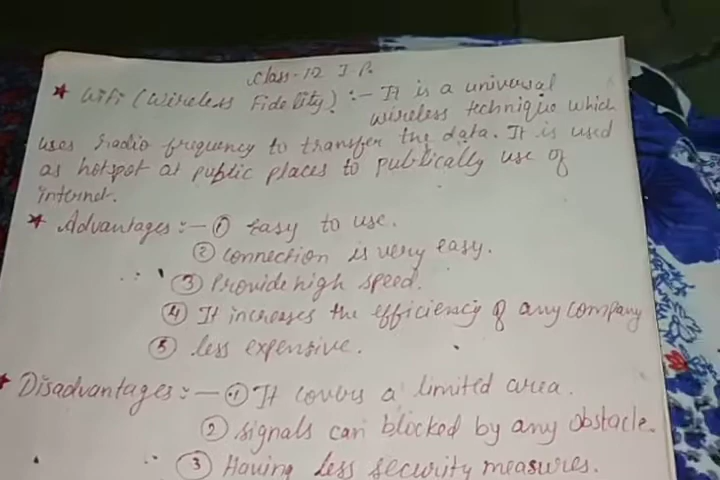 Class-12 I.P.
* WiFi (Wireless Fidelity) :- It is a universal
wireless technique which
uses radio frequency to transfer the data. It is used
as hotspot at public places to publically use of
internet.
* Advantages :- ① Easy to use.
② Connection is very easy.
③ Provide high speed.
④ It increases the efficiency of any company
⑤ less expensive.
* Disadvantages :- ① It covers a limited area.
② Signals can blocked by any obstacle.
③ Having less security measures.